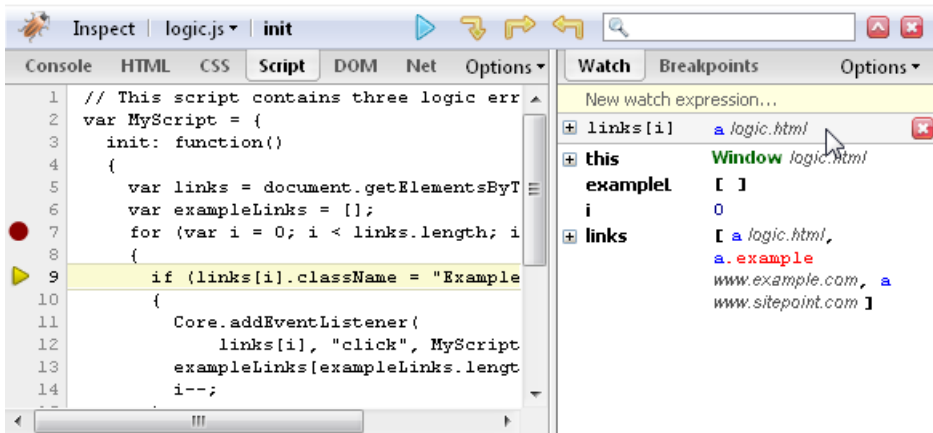 Inspect logic.js init
Console HTML CSS Script DOM Net Options
1 // This script contains three logic err
2 var MyScript = {
3 init: function()
4 {
5 var links = document.getElementsByT
6 var exampleLinks = [];
7 for (var i = 0; i < links.length; i
8 {
9 if (links[i].className = "Example
10 {
11 Core.addEventListener(
12 links[i], "click", MyScript
13 exampleLinks[exampleLinks.lengt
14 i--;
Watch Breakpoints Options
New watch expression...
links[i] a logic.html
this Window logic.html
exampleL [ ]
i 0
links [ a logic.html,
a.example
www.example.com, a
www.sitepoint.com ]